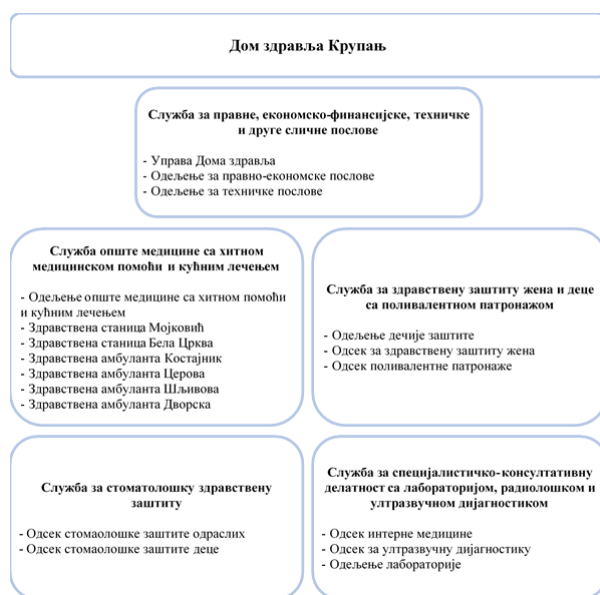 Дом здравља Крупањ
Служба за правне, економско-финансијске, техничке
и друге сличне послове
- Управа Дома здравља
- Одељење за правно-економске послове
- Одељење за техничке послове
Служба опште медицине са хитном
медицинском помоћи и кућним лечењем
- Одељење опште медицине са хитном помоћи
и кућним лечењем
- Здравствена станица Мојковић
- Здравствена станица Бела Црква
- Здравствена амбуланта Костајник
- Здравствена амбуланта Церова
- Здравствена амбуланта Шљивова
- Здравствена амбуланта Дворска
Служба за здравствену заштиту жена и деце
са поливалентном патронажом
- Одељење дечије заштите
- Одсек за здравствену заштиту жена
- Одсек поливалентне патронаже
Служба за стоматолошку здравствену
заштиту
- Одсек стомаолошке заштите одраслих
- Одсек стомаолошке заштите деце
Служба за специјалистичко-консултативну
делатност са лабораторијом, радиолошком и
ултразвучном дијагностиком
- Одсек интерне медицине
- Одсек за ултразвучну дијагностику
- Одељење лабораторије